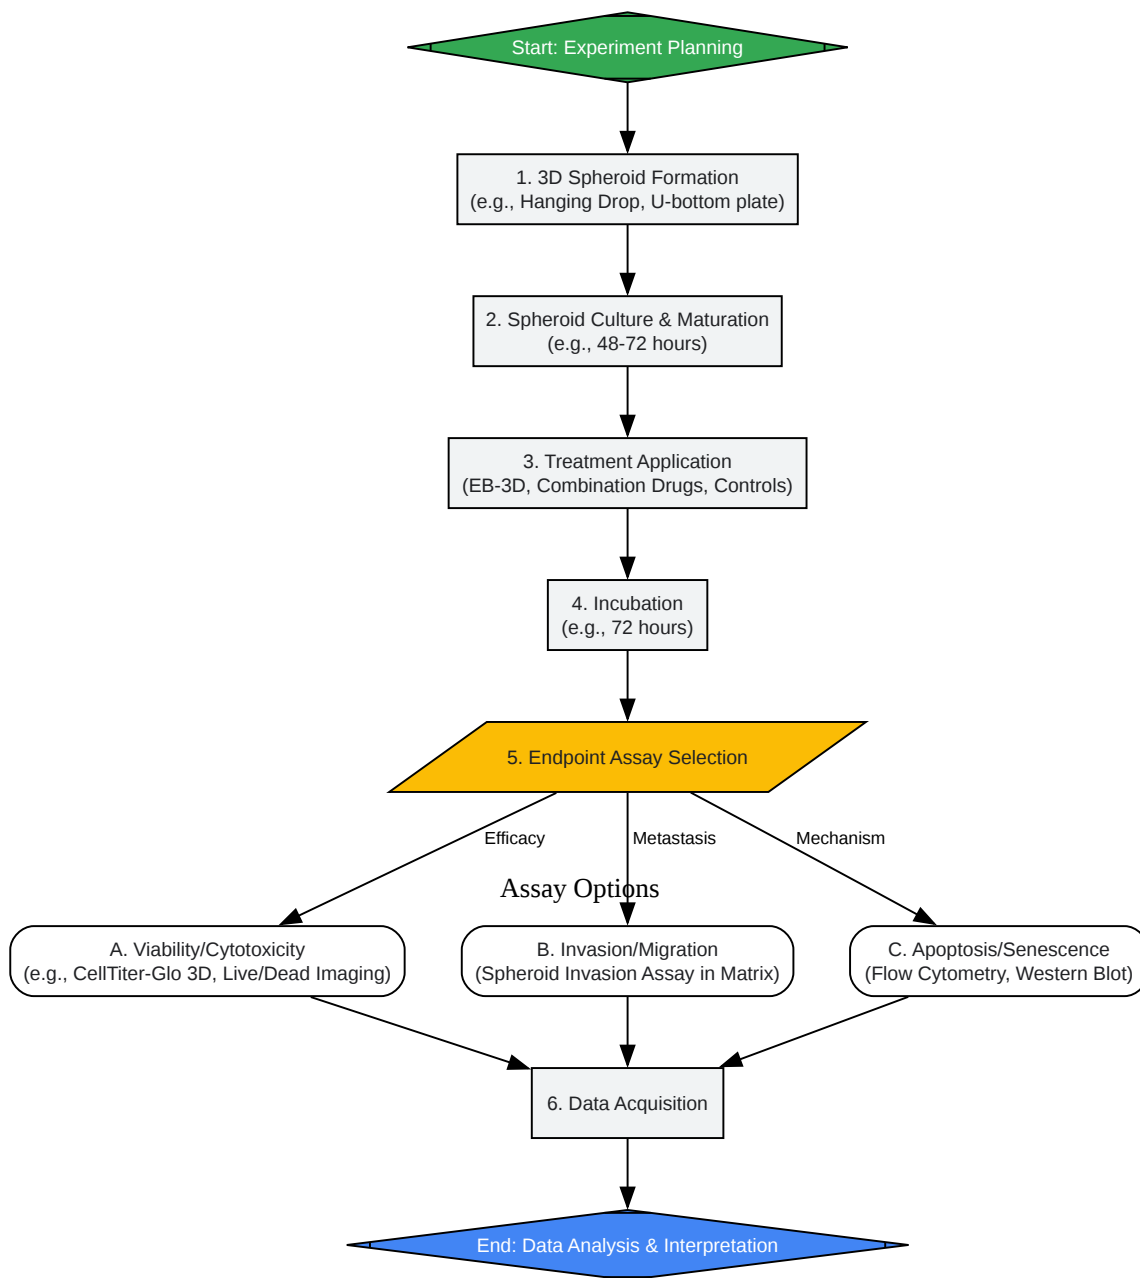 Start: Experiment Planning
1. 3D Spheroid Formation
(e.g., Hanging Drop, U-bottom plate)
2. Spheroid Culture & Maturation
(e.g., 48-72 hours)
3. Treatment Application
(EB-3D, Combination Drugs, Controls)
4. Incubation
(e.g., 72 hours)
5. Endpoint Assay Selection
Efficacy
Metastasis
Mechanism
Assay Options
A. Viability/Cytotoxicity
(e.g., CellTiter-Glo 3D, Live/Dead Imaging)
B. Invasion/Migration
(Spheroid Invasion Assay in Matrix)
C. Apoptosis/Senescence
(Flow Cytometry, Western Blot)
6. Data Acquisition
End: Data Analysis & Interpretation